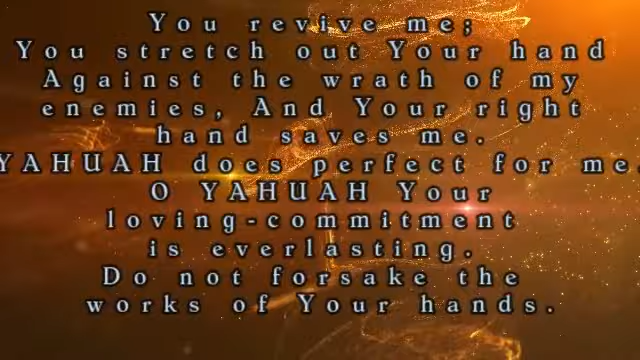 You revive me;
You stretch out Your hand
Against the wrath of my
enemies, And Your right
hand saves me.
YAHUAH does perfect for me.
O YAHUAH Your
loving-commitment
is everlasting.
Do not forsake the
works of Your hands.